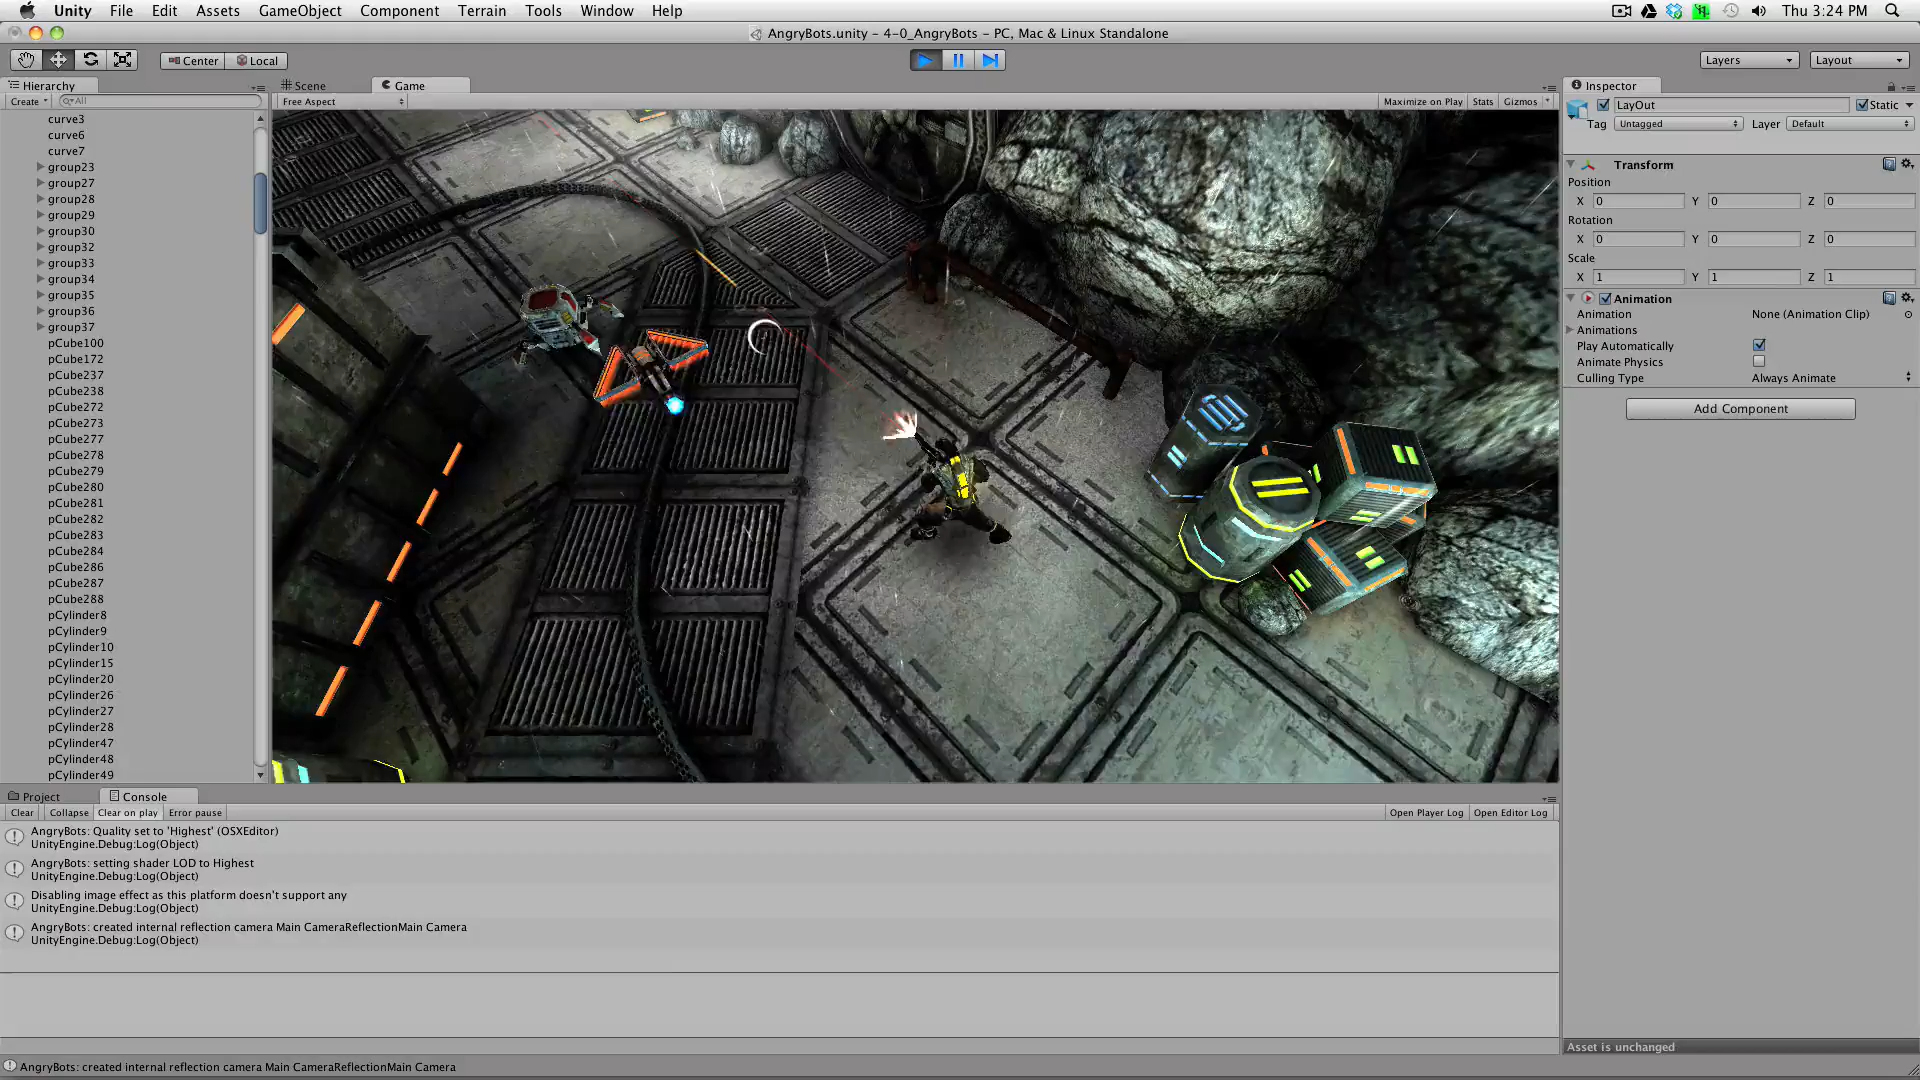 Unity File Edit Assets GameObject Component Terrain Tools Window Help Thu 3:24 PM
AngryBots.unity - 4-0_AngryBots - PC, Mac & Linux Standalone
Center Local Layers Layout
Hierarchy
Create All
curve3
curve6
curve7
group23
group27
group28
group29
group30
group32
group33
group34
group35
group36
group37
pCube100
pCube172
pCube237
pCube238
pCube272
pCube273
pCube277
pCube278
pCube279
pCube280
pCube281
pCube282
pCube283
pCube284
pCube286
pCube287
pCube288
pCylinder8
pCylinder9
pCylinder10
pCylinder15
pCylinder20
pCylinder26
pCylinder27
pCylinder28
pCylinder47
pCylinder48
pCylinder49
Scene Game
Free Aspect Maximize on Play Stats Gizmos
Inspector
LayOut Static
Tag Untagged Layer Default
Transform
Position
X 0 Y 0 Z 0
Rotation
X 0 Y 0 Z 0
Scale
X 1 Y 1 Z 1
Animation
Animation None (Animation Clip)
Animations
Play Automatically
Animate Physics
Culling Type Always Animate
Add Component
Project Console
Clear Collapse Clear on play Error pause Open Player Log Open Editor Log
AngryBots: Quality set to 'Highest' (OSXEditor)
UnityEngine.Debug:Log(Object)
AngryBots: setting shader LOD to Highest
UnityEngine.Debug:Log(Object)
Disabling image effect as this platform doesn't support any
UnityEngine.Debug:Log(Object)
AngryBots: created internal reflection camera Main CameraReflectionMain Camera
UnityEngine.Debug:Log(Object)
Asset is unchanged
AngryBots: created internal reflection camera Main CameraReflectionMain Camera